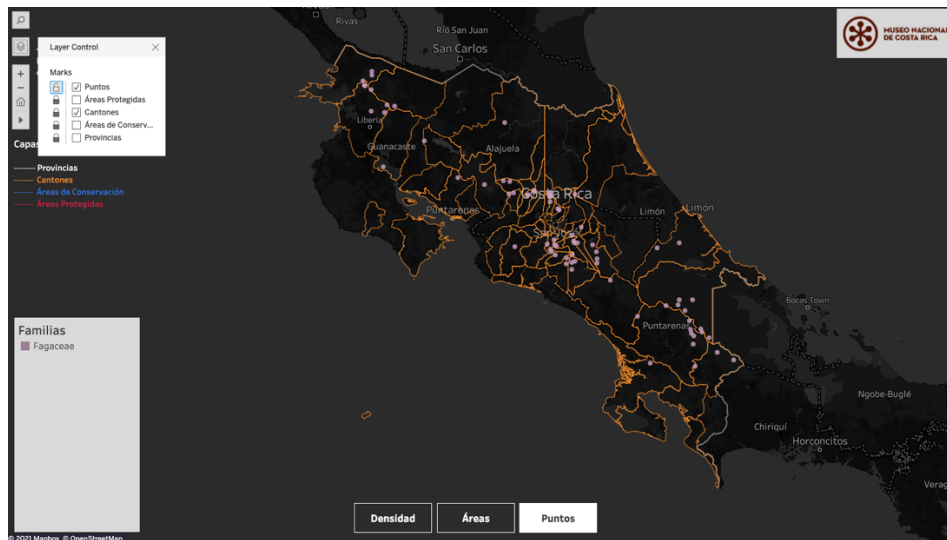 Rivas
Río San Juan
San Carlos
MUSEO NACIONAL
DE COSTA RICA
Layer Control
Marks
Puntos
Áreas Protegidas
Cantones
Áreas de Conserv...
Provincias
Capas
Provincias
Cantones
Áreas de Conservación
Áreas Protegidas
Liberia
Guanacaste
Alajuela
Costa Rica
Puntarenas
Limón
Limón
Bocas Town
Puntarenas
Ngobe-Buglé
Chiriquí
Horconcitos
Verag
Familias
Fagaceae
Densidad
Áreas
Puntos
© 2021 Mapbox © OpenStreetMap